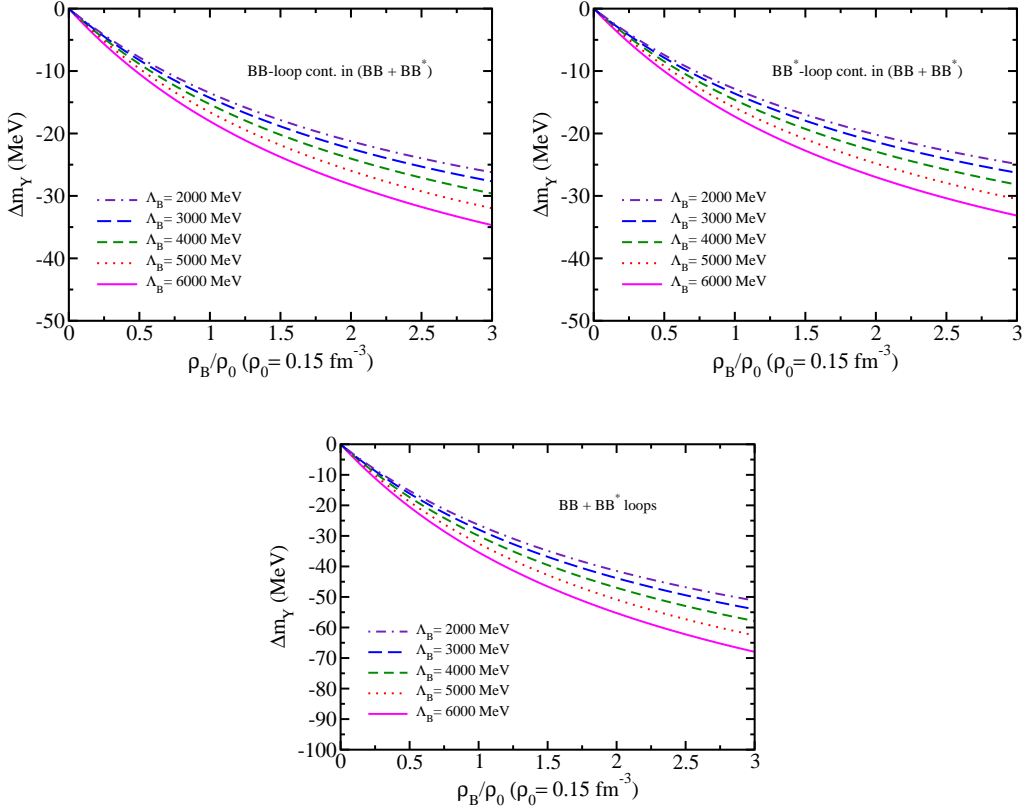 0
-10
-20
-30
-40
-50
Δm_Υ (MeV)
BB-loop cont. in (BB + BB^*)
Λ_B= 2000 MeV
Λ_B= 3000 MeV
Λ_B= 4000 MeV
Λ_B= 5000 MeV
Λ_B= 6000 MeV
0 0.5 1 1.5 2 2.5 3
ρ_B/ρ_0 (ρ_0= 0.15 fm^-3)
0
-10
-20
-30
-40
-50
Δm_Υ (MeV)
BB^*-loop cont. in (BB + BB^*)
Λ_B= 2000 MeV
Λ_B= 3000 MeV
Λ_B= 4000 MeV
Λ_B= 5000 MeV
Λ_B= 6000 MeV
0 0.5 1 1.5 2 2.5 3
ρ_B/ρ_0 (ρ_0= 0.15 fm^-3)
0
-10
-20
-30
-40
-50
-60
-70
-80
-90
-100
Δm_Υ (MeV)
BB + BB^* loops
Λ_B= 2000 MeV
Λ_B= 3000 MeV
Λ_B= 4000 MeV
Λ_B= 5000 MeV
Λ_B= 6000 MeV
0 0.5 1 1.5 2 2.5 3
ρ_B/ρ_0 (ρ_0= 0.15 fm^-3)